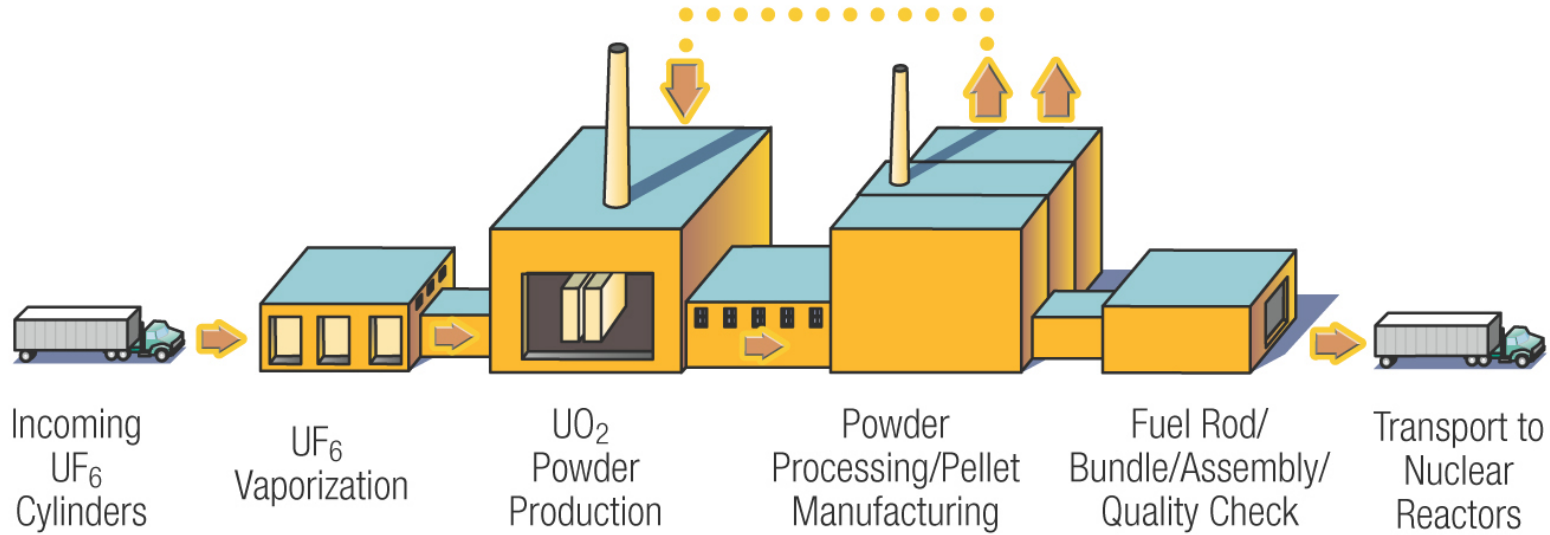 Incoming
UF₆
Cylinders
UF₆
Vaporization
UO₂
Powder
Production
Powder
Processing/Pellet
Manufacturing
Fuel Rod/
Bundle/Assembly/
Quality Check
Transport to
Nuclear
Reactors